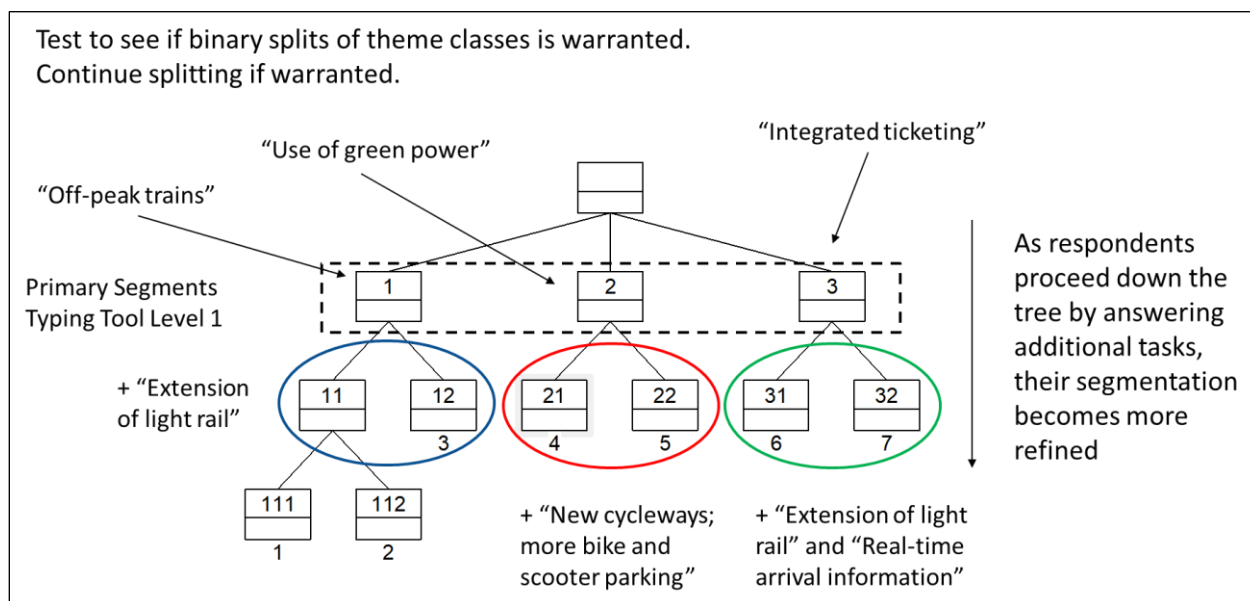 Test to see if binary splits of theme classes is warranted.
Continue splitting if warranted.
“Integrated ticketing”
“Use of green power”
“Off-peak trains”
Primary Segments
Typing Tool Level 1
1
2
3
As respondents
proceed down the
tree by answering
additional tasks,
their segmentation
becomes more
refined
+ “Extension
of light rail”
11
12
21
22
31
32
3
4
5
6
7
111
112
1
2
+ “New cycleways;
more bike and
scooter parking”
+ “Extension of light
rail” and “Real-time
arrival information”